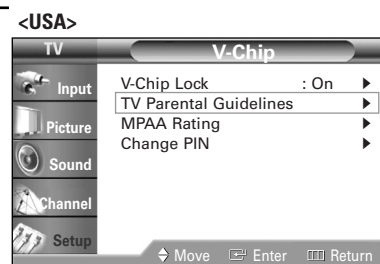 <USA>
TV
V-Chip
Input
Picture
Sound
Channel
Setup
V-Chip Lock : On
TV Parental Guidelines
MPAA Rating
Change PIN
Move Enter Return